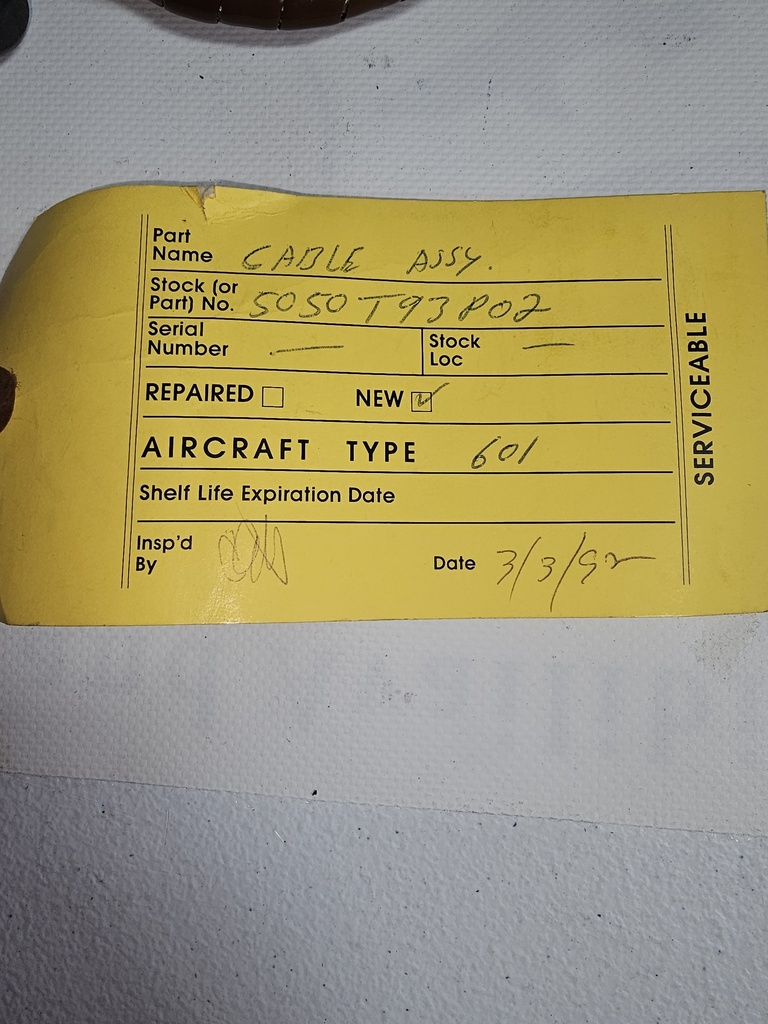 Part
Name CABLE ASSY.
Stock (or
Part) No. 5050T93P02
Serial
Number —
Stock
Loc —
REPAIRED NEW ✓
AIRCRAFT TYPE 601
Shelf Life Expiration Date
Insp'd
By
Date 3/3/92
SERVICEABLE